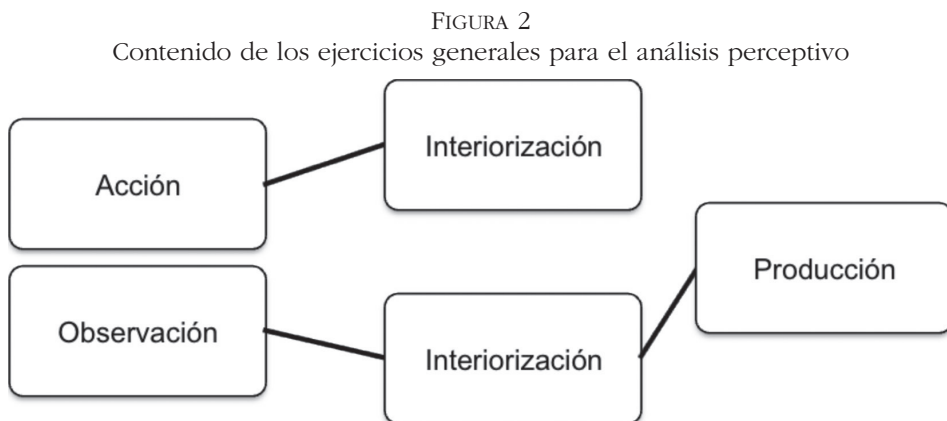 FIGURA 2
Contenido de los ejercicios generales para el análisis perceptivo
Acción
Interiorización
Observación
Interiorización
Producción